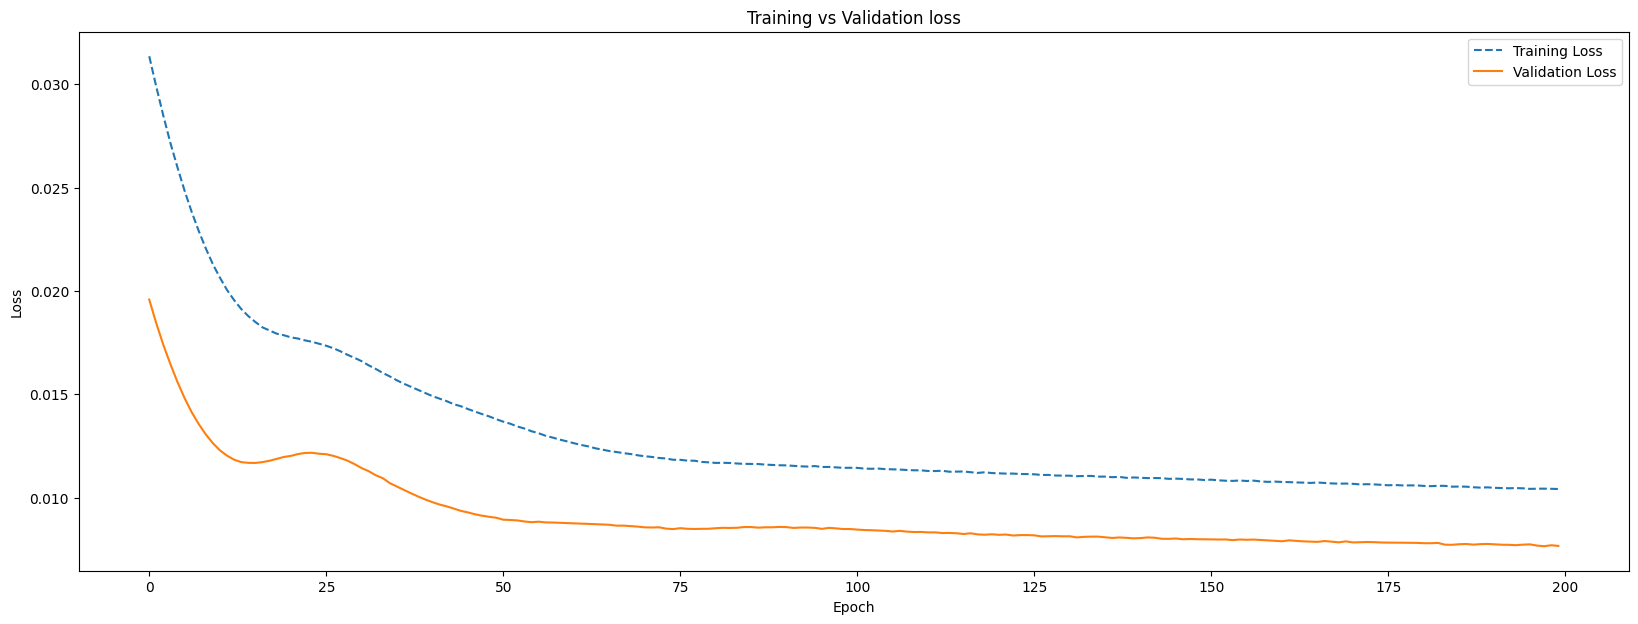 Training vs Validation loss
Training Loss
Validation Loss
Loss
0.030
0.025
0.020
0.015
0.010
0
25
50
75
100
125
150
175
200
Epoch